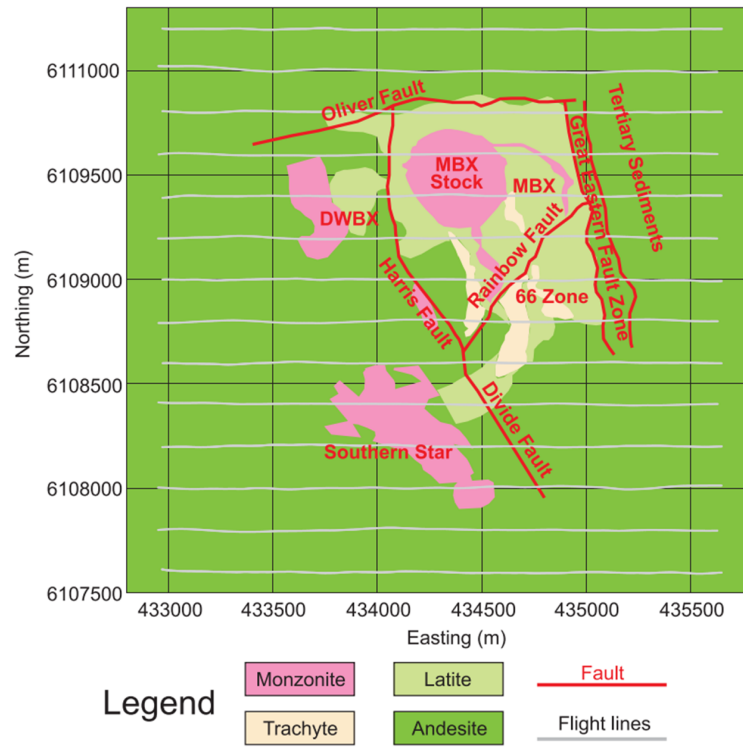 6111000
6109500
6109000
6108500
6108000
6107500
Northing (m)
433000
433500
434000
434500
435000
435500
Easting (m)
Oliver Fault
MBX
Stock
MBX
Great Eastern Fault Zone
Tertiary Sediments
DWBX
Rainbow Fault
Harris Fault
66 Zone
Divide Fault
Southern Star
Legend
Monzonite
Latite
Fault
Trachyte
Andesite
Flight lines